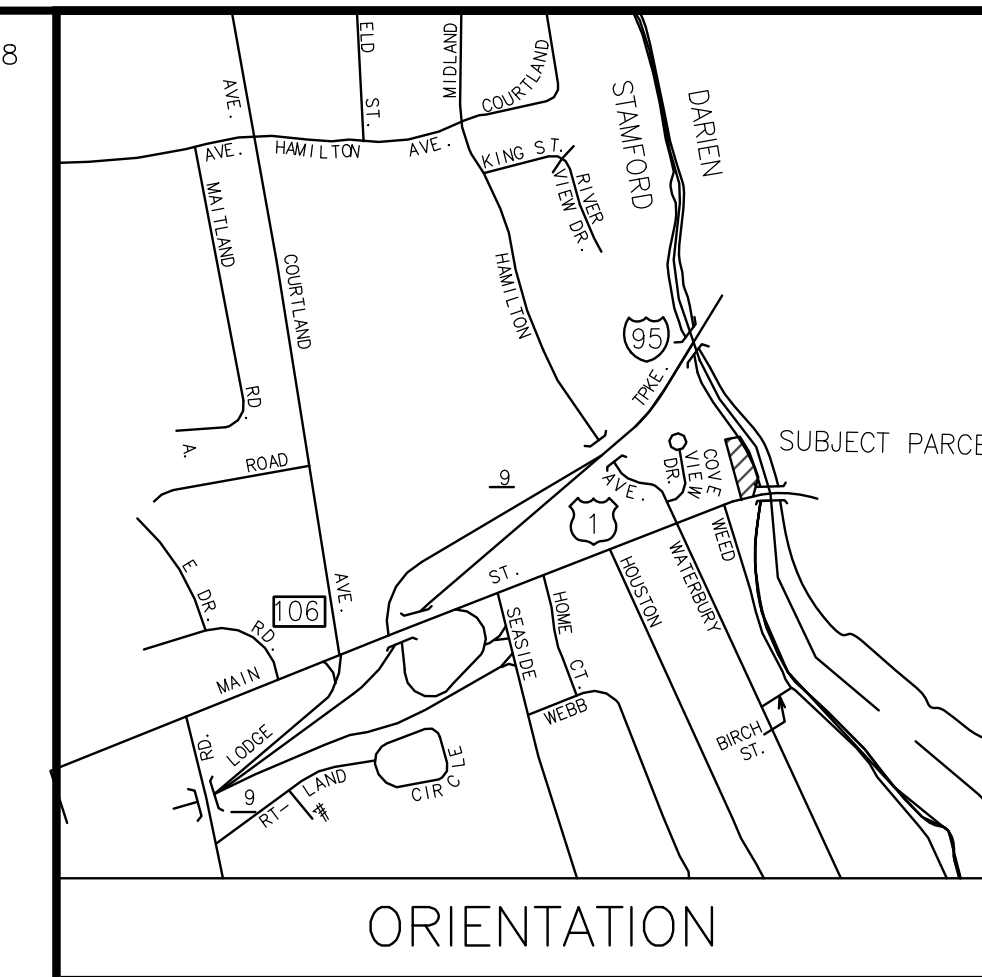 8
AVE.
ELD
ST.
MIDLAND
COURTLAND
AVE.
HAMILTON
AVE.
KING ST.
RIVER
VIEW DR.
STAMFORD
DARIEN
MAITLAND
RD.
COURTLAND
HAMILTON
95
TPKE.
A.
ROAD
SUBJECT PARCE
9
AVE.
COVE
VIEW
DR.
1
E DR.
RD.
106
AVE.
ST.
SEASIDE
HOME
CT.
HOUSTON
WATERBURY
WEED
MAIN
RD.
LODGE
WEBB
BIRCH
ST.
9
RT-
LAND
#
CIRC LE
ORIENTATION